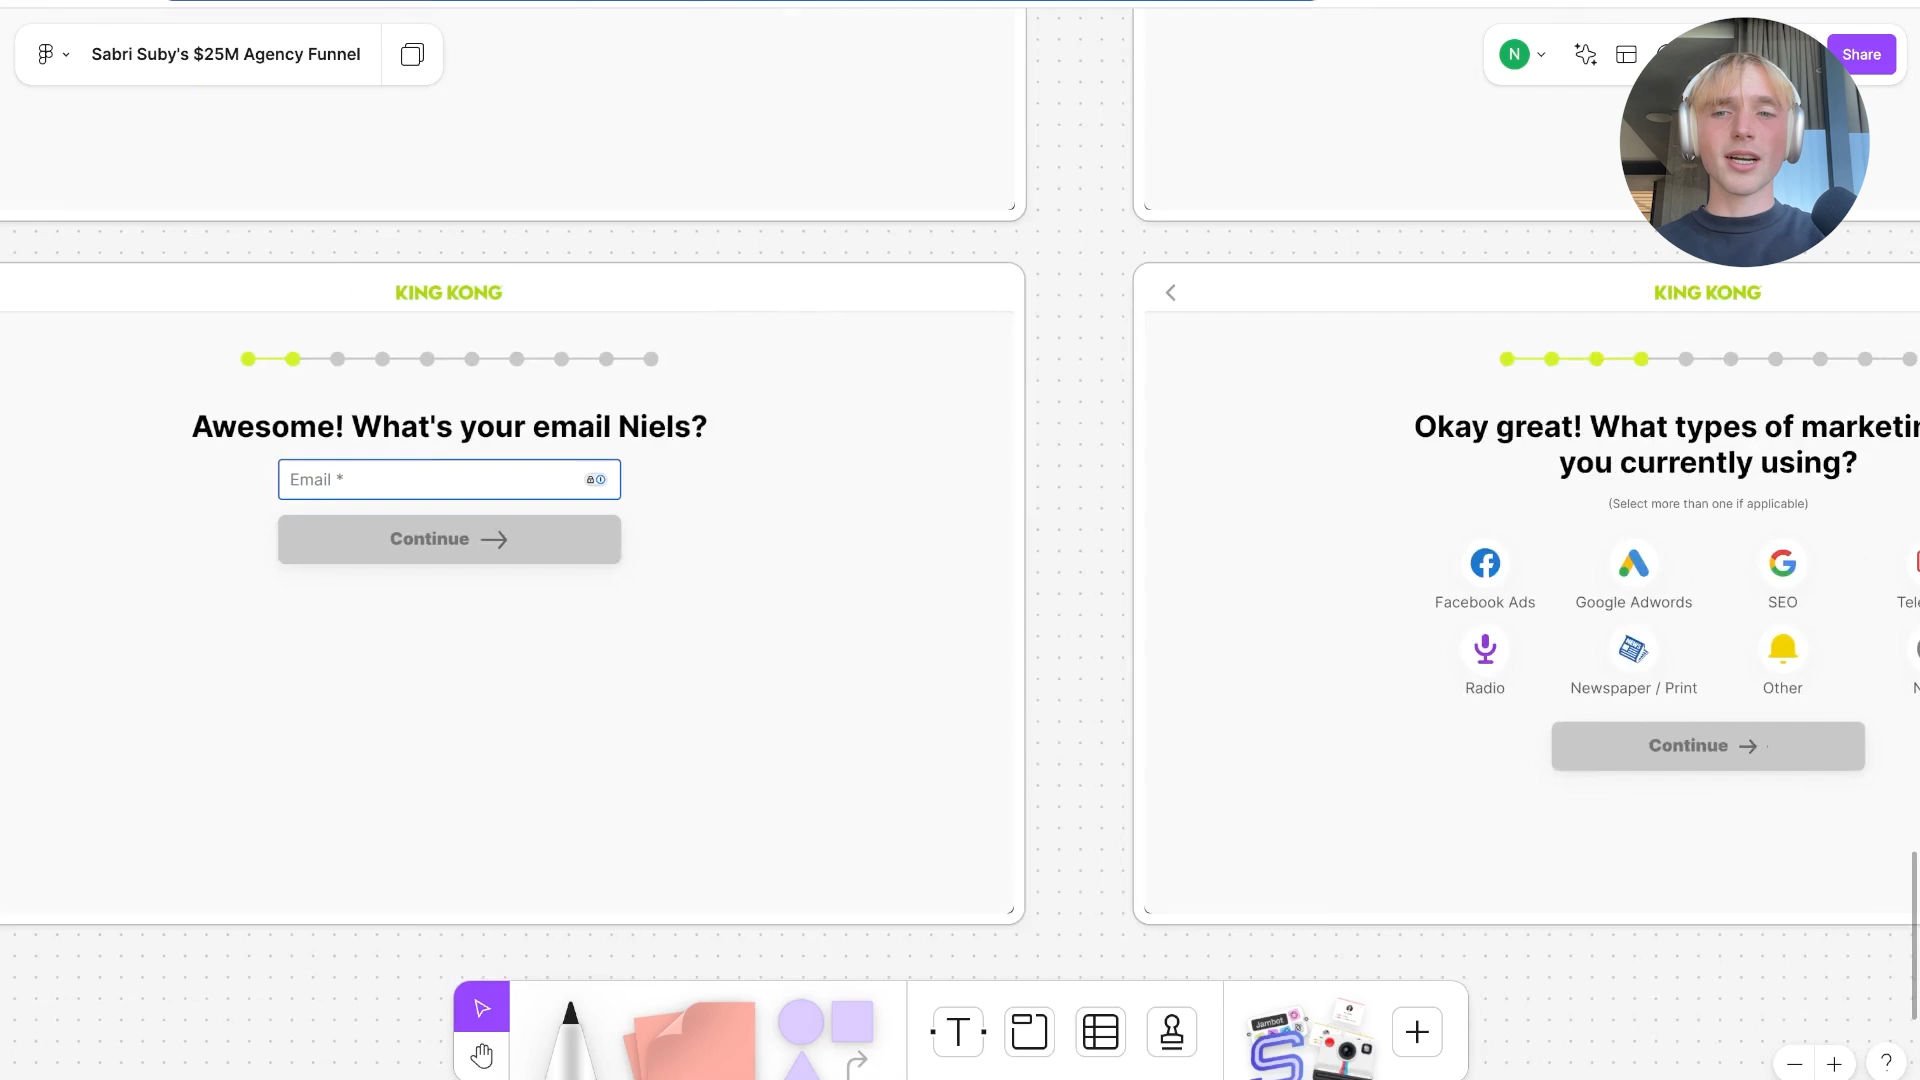 Sabri Suby's $25M Agency Funnel
N
Share
KING KONG
Awesome! What's your email Niels?
Email *
Continue
KING KONG
Okay great! What types of
you currently using?
(Select more than one if applicable)
Facebook Ads
Google Adwords
SEO
Radio
Newspaper / Print
Other
Continue
T
Jambot
NEWS
?